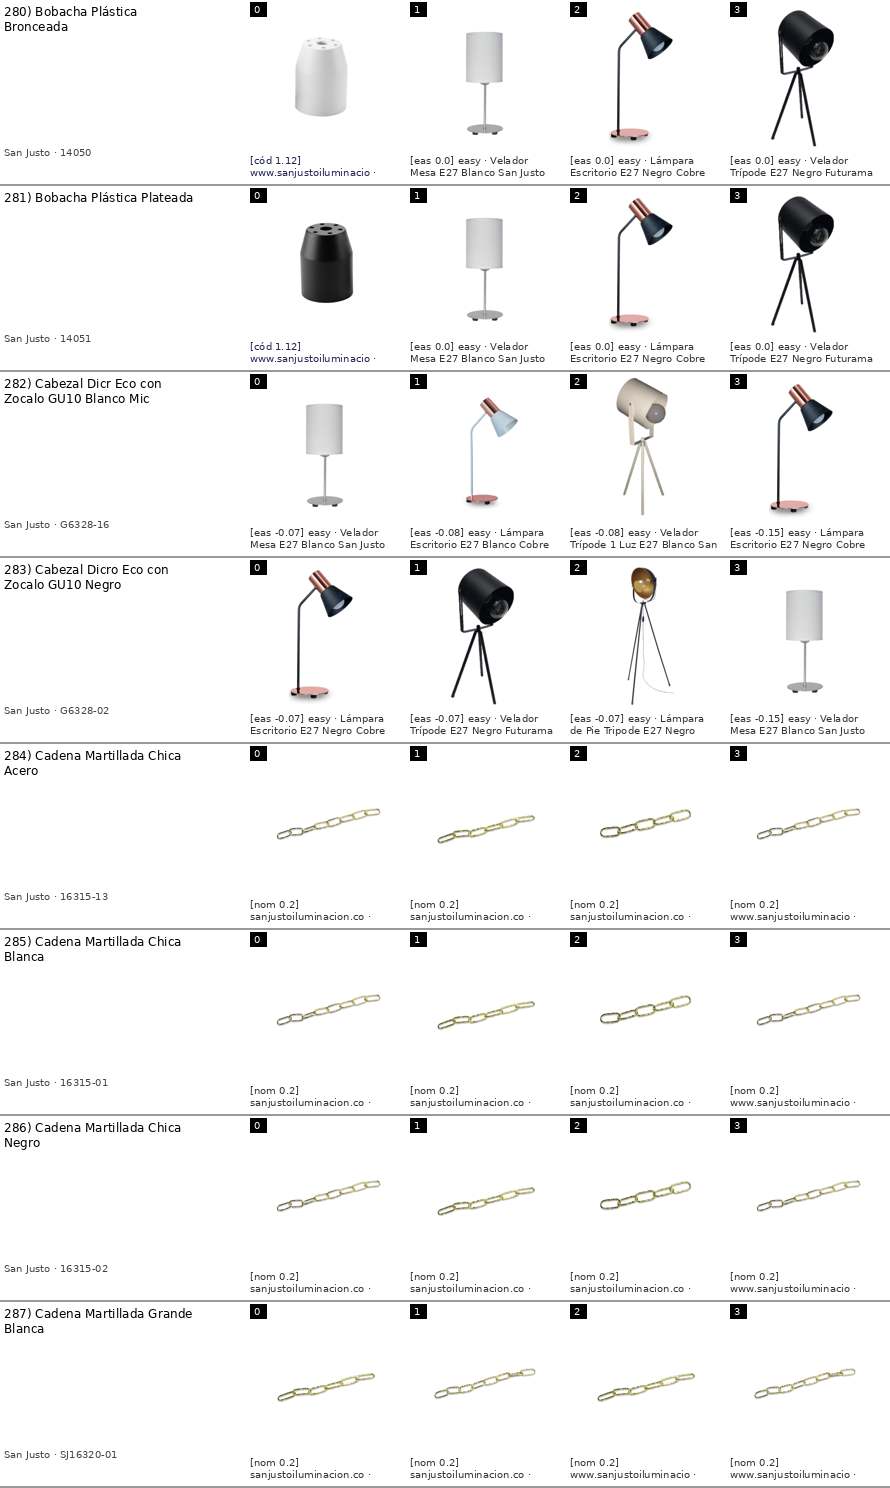 280) Bobacha Plástica
Bronceada
San Justo · 14050
0
[cód 1.12]
www.sanjustoiluminacio ·
1
[eas 0.0] easy · Velador
Mesa E27 Blanco San Justo
2
[eas 0.0] easy · Lámpara
Escritorio E27 Negro Cobre
3
[eas 0.0] easy · Velador
Trípode E27 Negro Futurama
281) Bobacha Plástica Plateada
San Justo · 14051
0
[cód 1.12]
www.sanjustoiluminacio ·
1
[eas 0.0] easy · Velador
Mesa E27 Blanco San Justo
2
[eas 0.0] easy · Lámpara
Escritorio E27 Negro Cobre
3
[eas 0.0] easy · Velador
Trípode E27 Negro Futurama
282) Cabezal Dicr Eco con
Zocalo GU10 Blanco Mic
San Justo · G6328-16
0
[eas -0.07] easy · Velador
Mesa E27 Blanco San Justo
1
[eas -0.08] easy · Lámpara
Escritorio E27 Blanco Cobre
2
[eas -0.08] easy · Velador
Trípode 1 Luz E27 Blanco San
3
[eas -0.15] easy · Lámpara
Escritorio E27 Negro Cobre
283) Cabezal Dicro Eco con
Zocalo GU10 Negro
San Justo · G6328-02
0
[eas -0.07] easy · Lámpara
Escritorio E27 Negro Cobre
1
[eas -0.07] easy · Velador
Trípode E27 Negro Futurama
2
[eas -0.07] easy · Lámpara
de Pie Tripode E27 Negro
3
[eas -0.15] easy · Velador
Mesa E27 Blanco San Justo
284) Cadena Martillada Chica
Acero
San Justo · 16315-13
0
[nom 0.2]
sanjustoiluminacion.co ·
1
[nom 0.2]
sanjustoiluminacion.co ·
2
[nom 0.2]
sanjustoiluminacion.co ·
3
[nom 0.2]
www.sanjustoiluminacio ·
285) Cadena Martillada Chica
Blanca
San Justo · 16315-01
0
[nom 0.2]
sanjustoiluminacion.co ·
1
[nom 0.2]
sanjustoiluminacion.co ·
2
[nom 0.2]
sanjustoiluminacion.co ·
3
[nom 0.2]
www.sanjustoiluminacio ·
286) Cadena Martillada Chica
Negro
San Justo · 16315-02
0
[nom 0.2]
sanjustoiluminacion.co ·
1
[nom 0.2]
sanjustoiluminacion.co ·
2
[nom 0.2]
sanjustoiluminacion.co ·
3
[nom 0.2]
www.sanjustoiluminacio ·
287) Cadena Martillada Grande
Blanca
San Justo · SJ16320-01
0
[nom 0.2]
sanjustoiluminacion.co ·
1
[nom 0.2]
sanjustoiluminacion.co ·
2
[nom 0.2]
www.sanjustoiluminacio ·
3
[nom 0.2]
www.sanjustoiluminacio ·